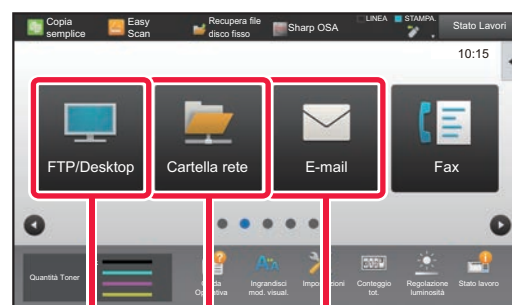 Copia semplice
Easy Scan
Recupera file disco fisso
Sharp OSA
LINEA
STAMPA.
Stato Lavori
10:15
FTP/Desktop
Cartella rete
E-mail
Fax
Quantità Toner
Operativa
Ingrandisci mod. visual.
Conteggio tot.
Regolazione luminosità
Stato lavoro